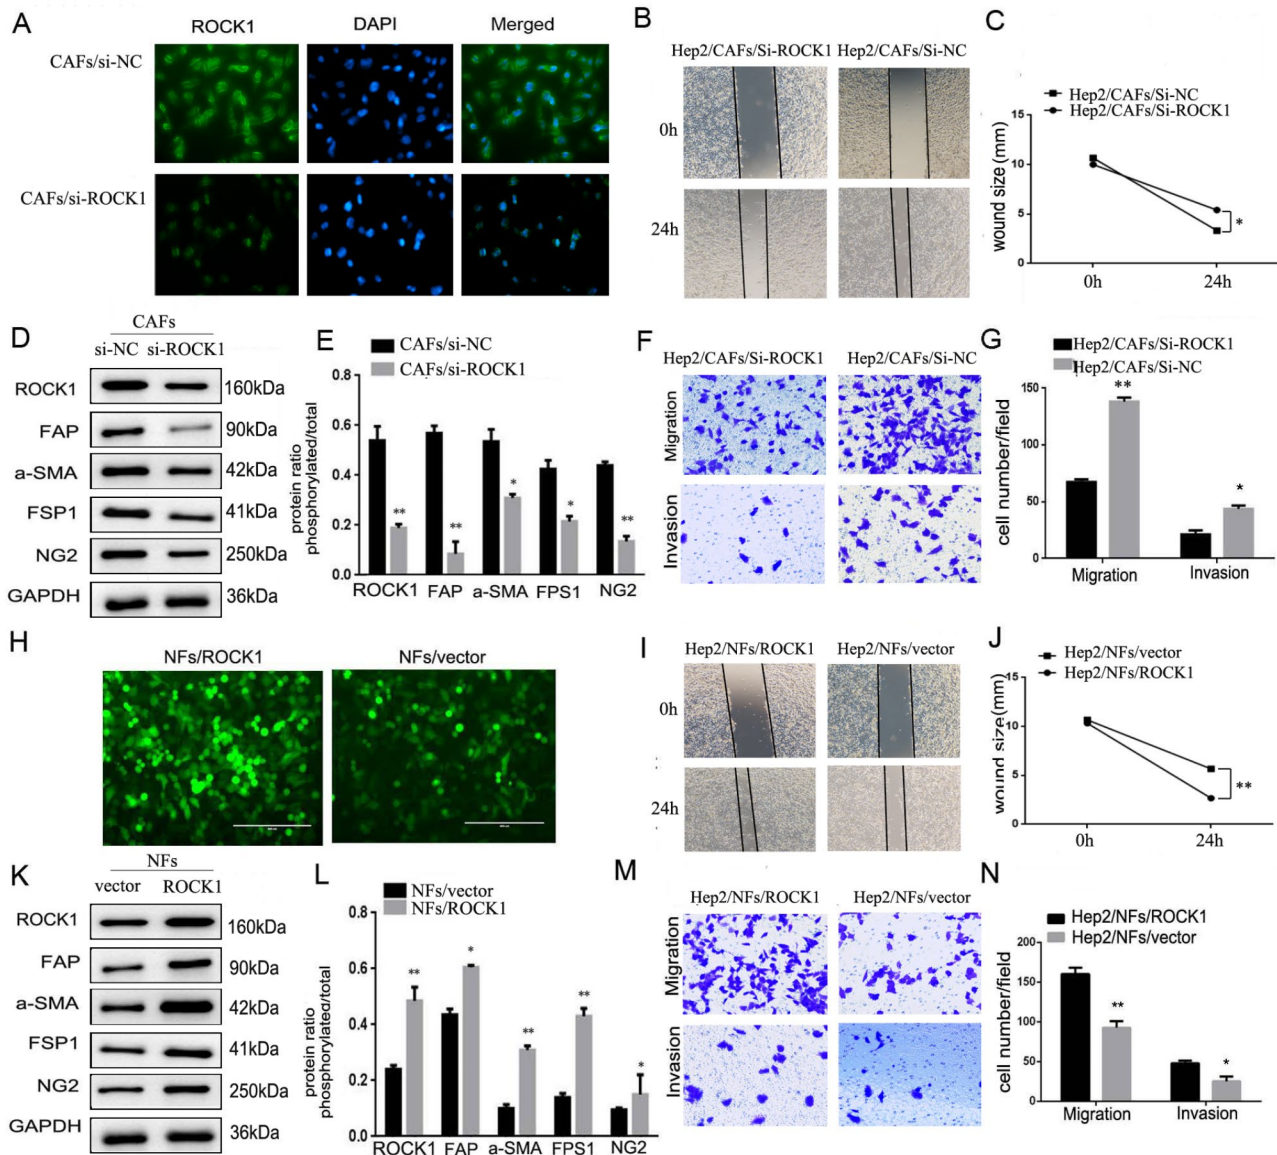 A
ROCK1
DAPI
Merged
CAFs/si-NC
CAFs/si-ROCK1
B
Hep2/CAFs/Si-ROCK1
Hep2/CAFs/Si-NC
0h
24h
C
Hep2/CAFs/Si-NC
Hep2/CAFs/Si-ROCK1
wound size (mm)
15
10
5
0
*
0h
24h
D
CAFs
si-NC si-ROCK1
ROCK1 160kDa
FAP 90kDa
a-SMA 42kDa
FSP1 41kDa
NG2 250kDa
GAPDH 36kDa
E
CAFs/si-NC
CAFs/si-ROCK1
protein ratio
phosphorylated/total
0.8
0.6
0.4
0.2
0.0
**
**
*
*
**
ROCK1 FAP a-SMA FPS1 NG2
F
Hep2/CAFs/Si-ROCK1
Hep2/CAFs/Si-NC
Migration
Invasion
G
Hep2/CAFs/Si-ROCK1
Hep2/CAFs/Si-NC
cell number/field
150
100
50
0
**
*
Migration Invasion
H
NFs/ROCK1
NFs/vector
I
Hep2/NFs/ROCK1
Hep2/NFs/vector
0h
24h
J
Hep2/NFs/vector
Hep2/NFs/ROCK1
wound size(mm)
15
10
5
0
**
0h
24h
K
NFs
vector ROCK1
ROCK1 160kDa
FAP 90kDa
a-SMA 42kDa
FSP1 41kDa
NG2 250kDa
GAPDH 36kDa
L
NFs/vector
NFs/ROCK1
protein ratio
phosphorylated/total
0.8
0.6
0.4
0.2
0.0
**
*
**
**
*
ROCK1 FAP a-SMA FPS1 NG2
M
Hep2/NFs/ROCK1
Hep2/NFs/vector
Migration
Invasion
N
Hep2/NFs/ROCK1
Hep2/NFs/vector
cell number/field
200
150
100
50
0
**
*
Migration Invasion